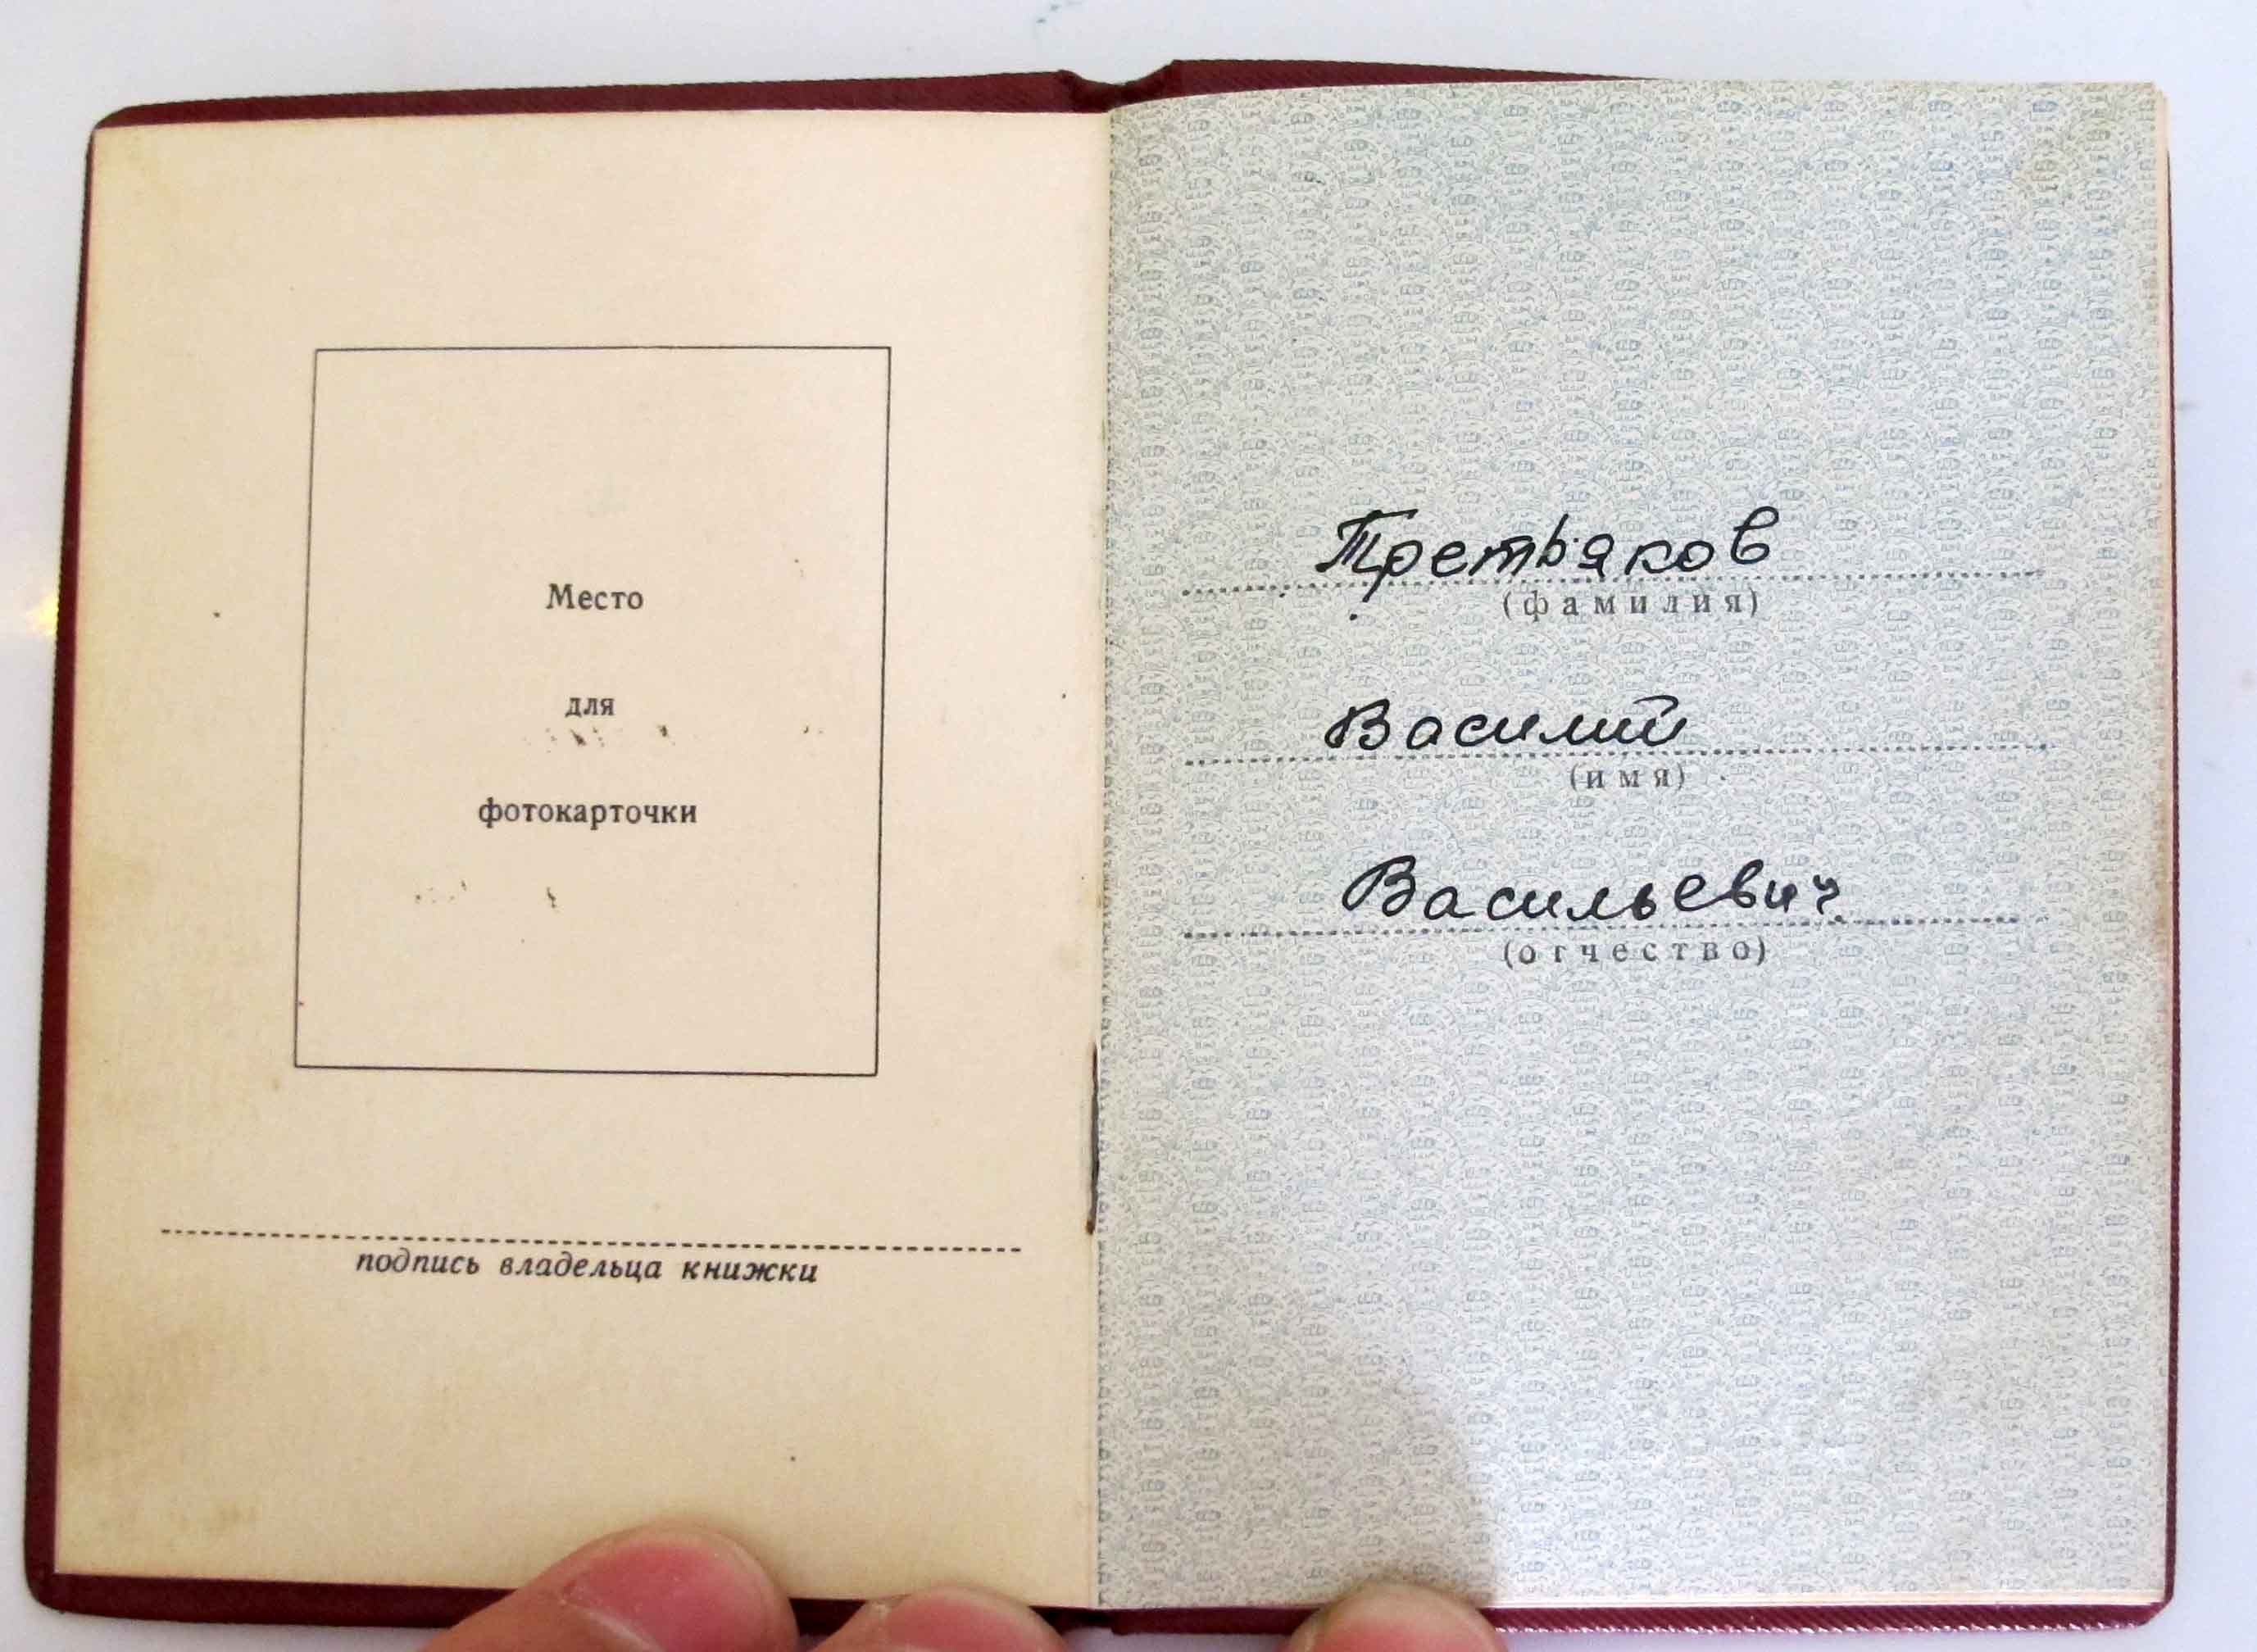 Место
для
фотокарточки
подпись владельца книжки
Третьяков
(фамилия)
Василий
(имя)
Васильевич
(отчество)